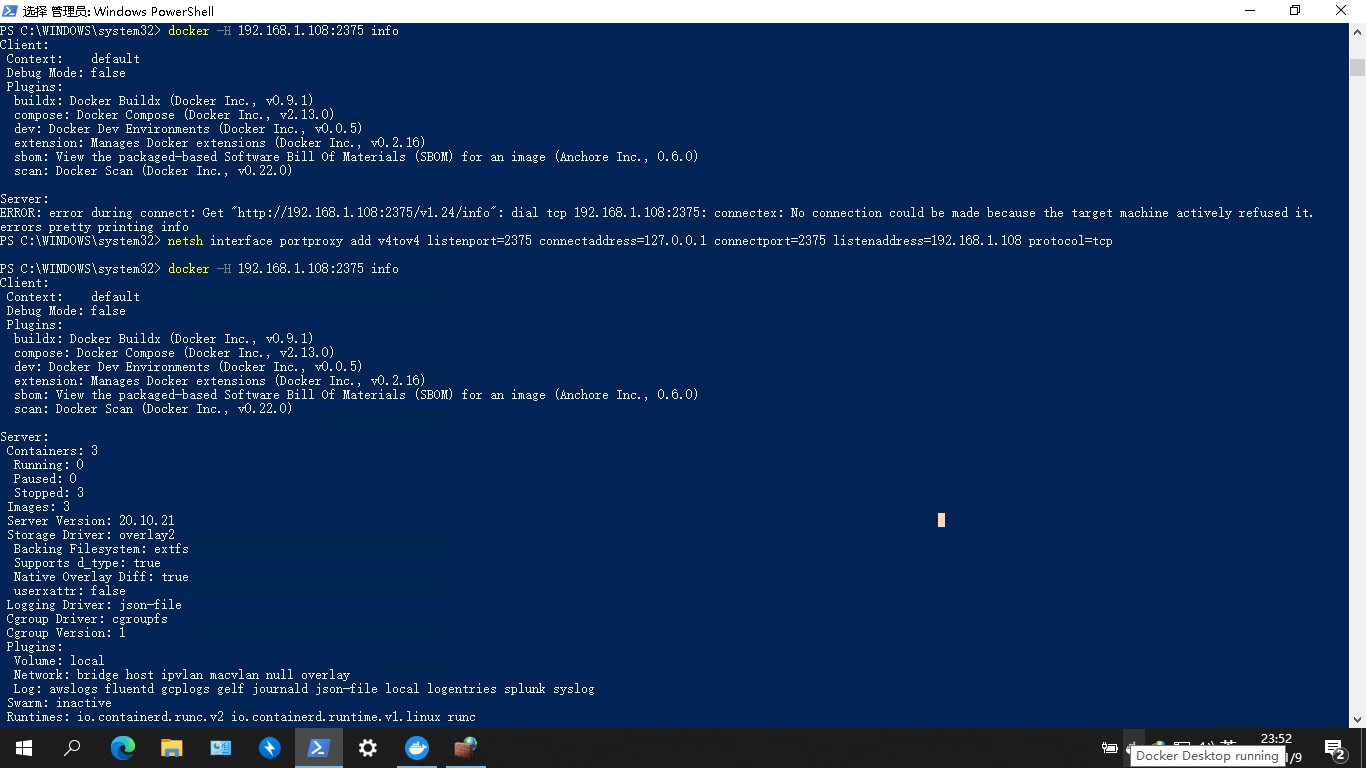 选择 管理员: Windows PowerShell
PS C:\WINDOWS\system32> docker -H 192.168.1.108:2375 info
Client:
 Context:    default
 Debug Mode: false
 Plugins:
  buildx: Docker Buildx (Docker Inc., v0.9.1)
  compose: Docker Compose (Docker Inc., v2.13.0)
  dev: Docker Dev Environments (Docker Inc., v0.0.5)
  extension: Manages Docker extensions (Docker Inc., v0.2.16)
  sbom: View the packaged-based Software Bill Of Materials (SBOM) for an image (Anchore Inc., 0.6.0)
  scan: Docker Scan (Docker Inc., v0.22.0)
Server:
ERROR: error during connect: Get "http://192.168.1.108:2375/v1.24/info": dial tcp 192.168.1.108:2375: connectex: No connection could be made because the target machine actively refused it.
errors pretty printing info
PS C:\WINDOWS\system32> netsh interface portproxy add v4tov4 listenport=2375 connectaddress=127.0.0.1 connectport=2375 listenaddress=192.168.1.108 protocol=tcp
PS C:\WINDOWS\system32> docker -H 192.168.1.108:2375 info
Client:
 Context:    default
 Debug Mode: false
 Plugins:
  buildx: Docker Buildx (Docker Inc., v0.9.1)
  compose: Docker Compose (Docker Inc., v2.13.0)
  dev: Docker Dev Environments (Docker Inc., v0.0.5)
  extension: Manages Docker extensions (Docker Inc., v0.2.16)
  sbom: View the packaged-based Software Bill Of Materials (SBOM) for an image (Anchore Inc., 0.6.0)
  scan: Docker Scan (Docker Inc., v0.22.0)
Server:
 Containers: 3
  Running: 0
  Paused: 0
  Stopped: 3
 Images: 3
 Server Version: 20.10.21
 Storage Driver: overlay2
  Backing Filesystem: extfs
  Supports d_type: true
  Native Overlay Diff: true
  userxattr: false
 Logging Driver: json-file
 Cgroup Driver: cgroupfs
 Cgroup Version: 1
 Plugins:
  Volume: local
  Network: bridge host ipvlan macvlan null overlay
  Log: awslogs fluentd gcplogs gelf journald json-file local logentries splunk syslog
 Swarm: inactive
 Runtimes: io.containerd.runc.v2 io.containerd.runtime.v1.linux runc
23:52
Docker Desktop running
1/9
2